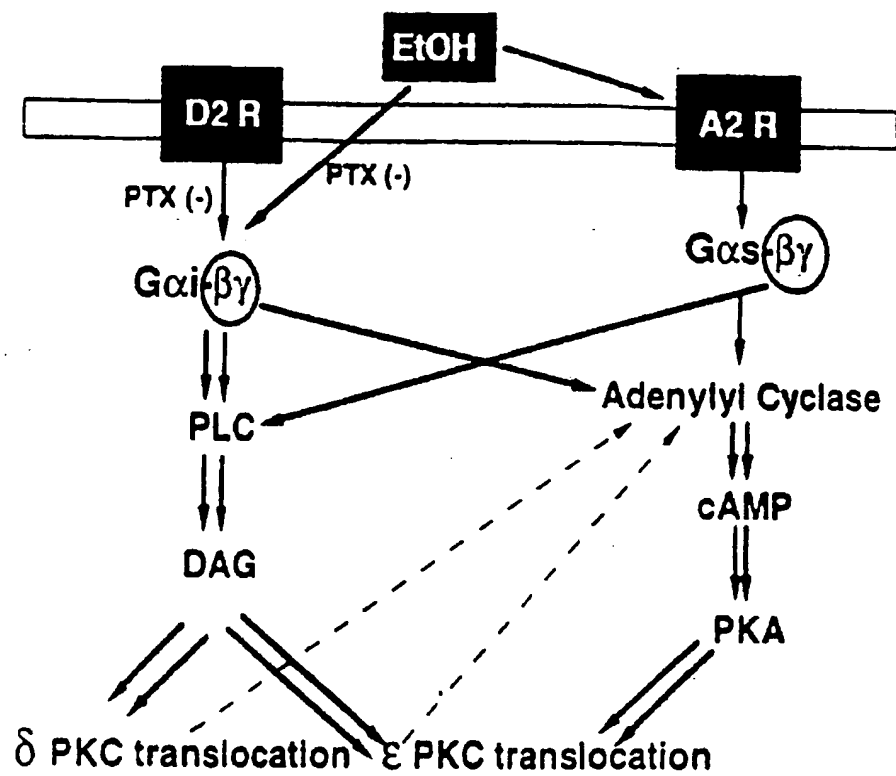 EtOH
D2 R
A2 R
PTX (-)
PTX (-)
Gαi-βγ
Gαs-βγ
PLC
Adenylyl Cyclase
DAG
cAMP
PKA
δ PKC translocation
ε PKC translocation